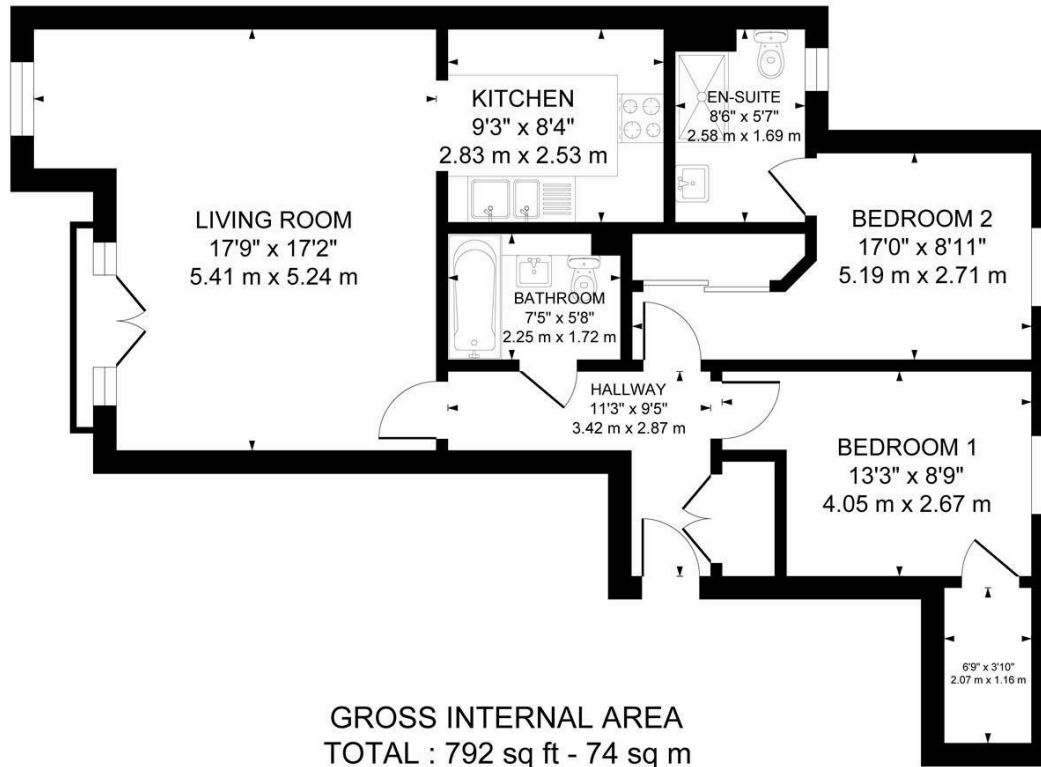 KITCHEN
9'3" x 8'4"
2.83 m x 2.53 m
EN-SUITE
8'6" x 5'7"
2.58 m x 1.69 m
LIVING ROOM
17'9" x 17'2"
5.41 m x 5.24 m
BEDROOM 2
17'0" x 8'11"
5.19 m x 2.71 m
BATHROOM
7'5" x 5'8"
2.25 m x 1.72 m
HALLWAY
11'3" x 9'5"
3.42 m x 2.87 m
BEDROOM 1
13'3" x 8'9"
4.05 m x 2.67 m
6'9" x 3'10"
2.07 m x 1.16 m
GROSS INTERNAL AREA
TOTAL : 792 sq ft - 74 sq m